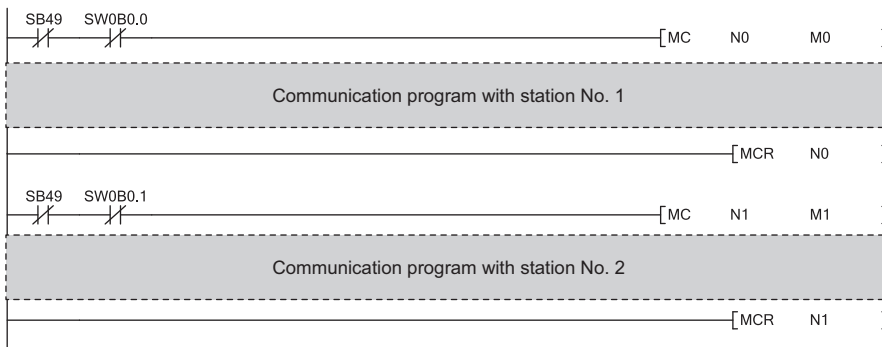 SB49 SW0B0.0
MC N0 M0
Communication program with station No. 1
MCR N0
SB49 SW0B0.1
MC N1 M1
Communication program with station No. 2
MCR N1